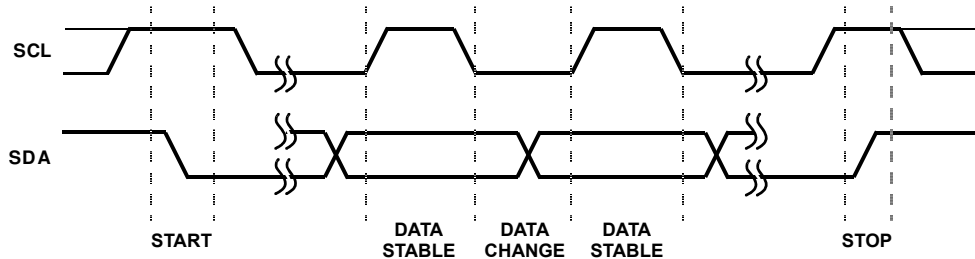 SCL
SDA
START
DATA
STABLE
DATA
CHANGE
DATA
STABLE
STOP